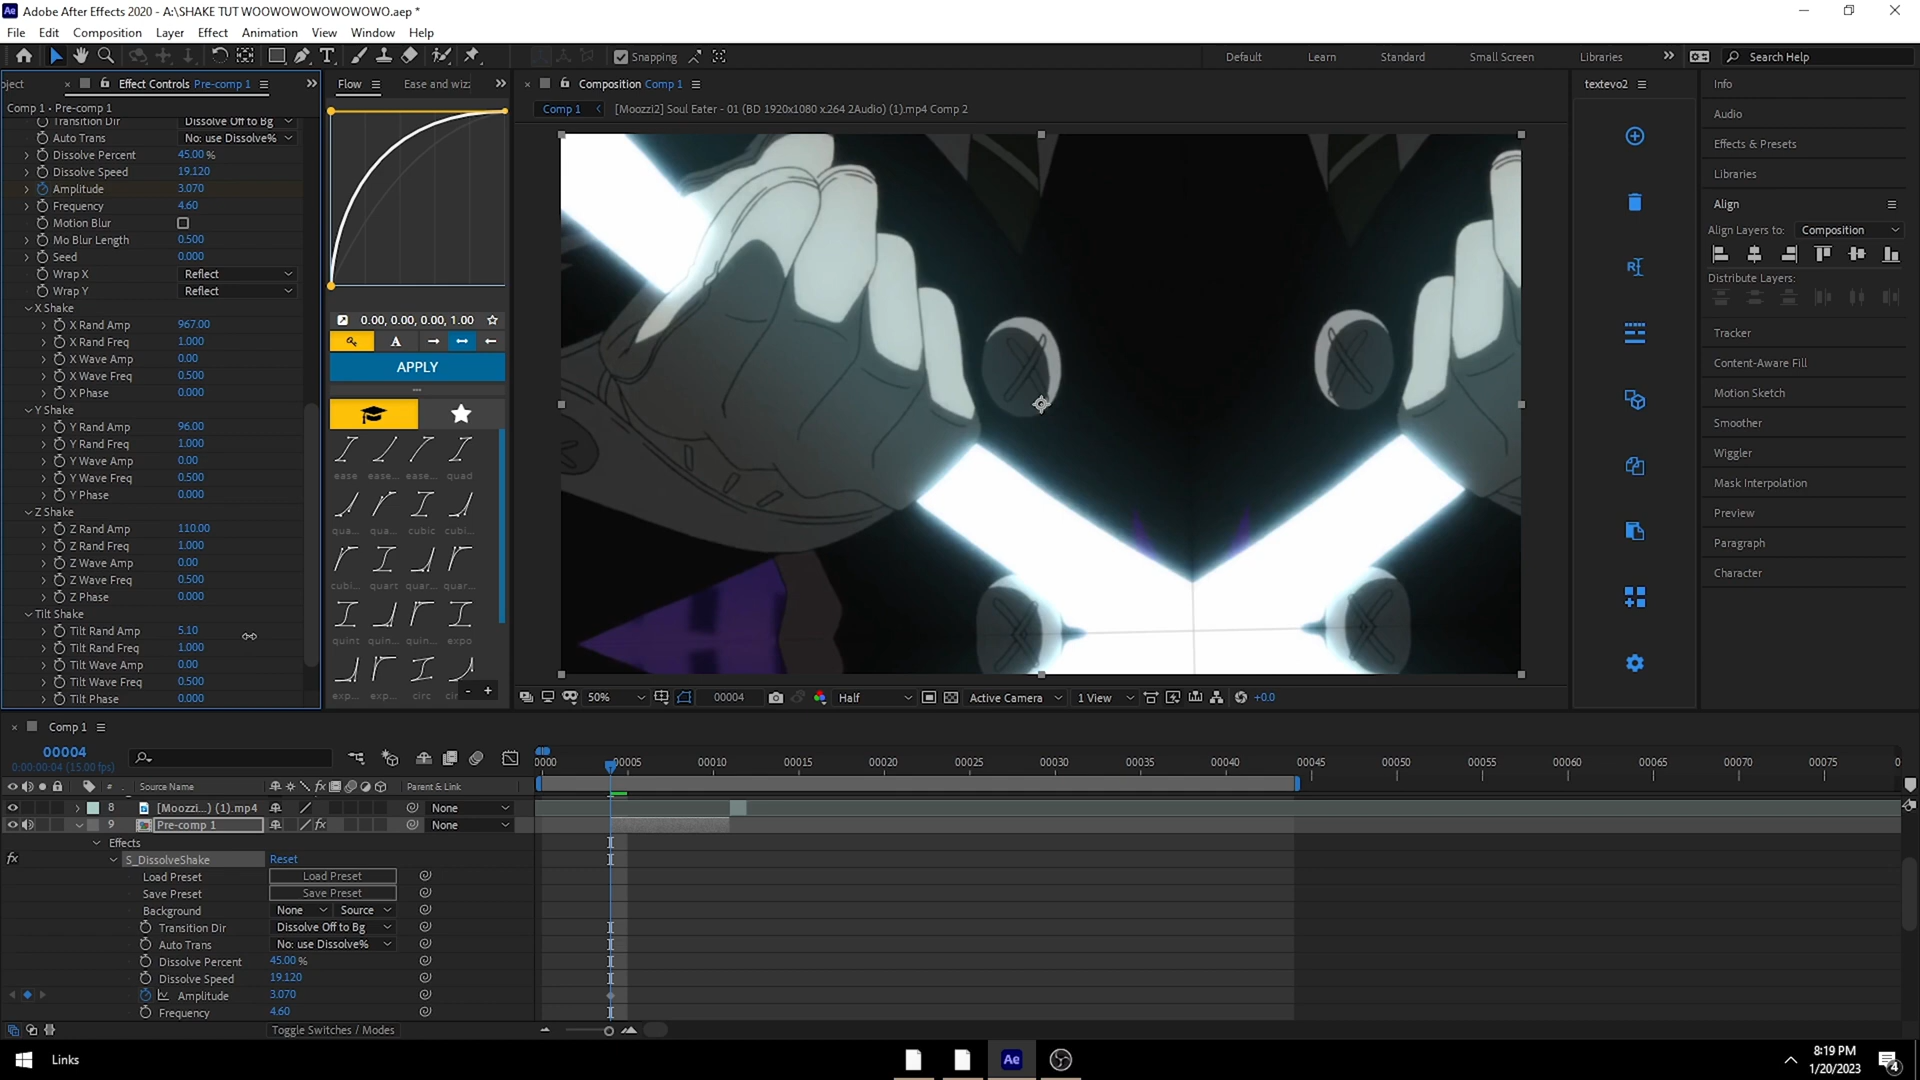 Adobe After Effects 2020 - A:\SHAKE TUT WOOWOWOWOWOWOWO.aep *
File Edit Composition Layer Effect Animation View Window Help
Snapping
Default Learn Standard Small Screen Libraries Search Help
oject Effect Controls Pre-comp 1
Comp 1 • Pre-comp 1
Transition Dir Dissolve Off to Bg
Auto Trans No: use Dissolve%
Dissolve Percent 45.00 %
Dissolve Speed 19.120
Amplitude 3.070
Frequency 4.60
Motion Blur
Mo Blur Length 0.500
Seed 0.000
Wrap X Reflect
Wrap Y Reflect
X Shake
X Rand Amp 967.00
X Rand Freq 1.000
X Wave Amp 0.00
X Wave Freq 0.500
X Phase 0.000
Y Shake
Y Rand Amp 96.00
Y Rand Freq 1.000
Y Wave Amp 0.00
Y Wave Freq 0.500
Y Phase 0.000
Z Shake
Z Rand Amp 110.00
Z Rand Freq 1.000
Z Wave Amp 0.00
Z Wave Freq 0.500
Z Phase 0.000
Tilt Shake
Tilt Rand Amp 5.10
Tilt Rand Freq 1.000
Tilt Wave Amp 0.00
Tilt Wave Freq 0.500
Tilt Phase 0.000
Flow Ease and wiz
0.00, 0.00, 0.00, 1.00
A
APPLY
ease ease... ease... quad
qua... qua... cubic cubi...
cubi... quart quar... quar...
quint quin... quin... expo
exp... exp... circ cir
- +
Composition Comp 1
Comp 1 [Moozzi2] Soul Eater - 01 (BD 1920x1080 x.264 2Audio) (1).mp4 Comp 2
50% 00004 Half Active Camera 1 View +0.0
textevo2
Info
Audio
Effects & Presets
Libraries
Align
Align Layers to: Composition
Distribute Layers:
Tracker
Content-Aware Fill
Motion Sketch
Smoother
Wiggler
Mask Interpolation
Preview
Paragraph
Character
Comp 1
00004
0:00:00:04 (15.00 fps)
0000 00005 00010 00015 00020 00025 00030 00035 00040 00045 00050 00055 00060 00065 00070 00075 0
# Source Name Parent & Link
8 [Moozzi...) (1).mp4 None
9 Pre-comp 1 None
Effects
S_DissolveShake Reset
Load Preset Load Preset
Save Preset Save Preset
Background None Source
Transition Dir Dissolve Off to Bg
Auto Trans No: use Dissolve%
Dissolve Percent 45.00 %
Dissolve Speed 19.120
Amplitude 3.070
Frequency 4.60
Toggle Switches / Modes
Links
8:19 PM
1/20/2023
4